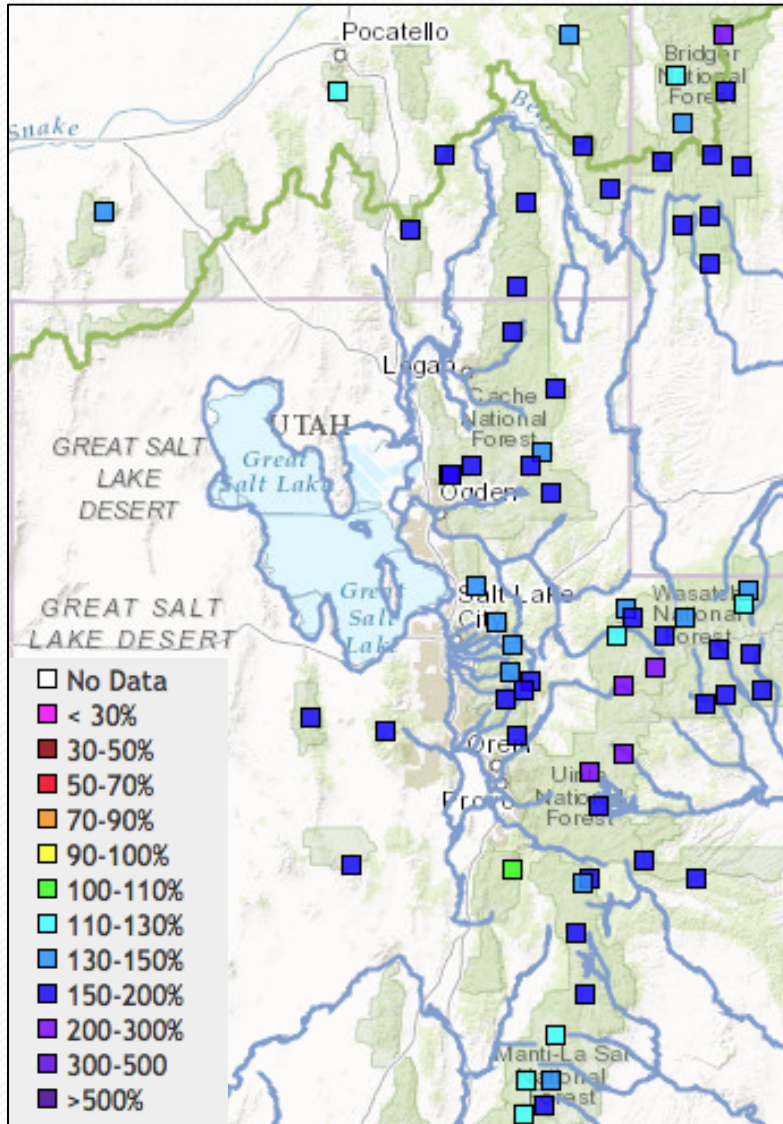 Pocatello
Bridger
National
Forest
Snake
Logan
Cache
National
Forest
UTAH
GREAT SALT
LAKE
DESERT
Great
Salt Lake
Ogden
Great
Salt
Lake
GREAT SALT
LAKE DESERT
Salt Lake
City
Wasatch
National
Forest
Orem
Provo
Uinta
National
Forest
Manti-La Sal
National
Forest
No Data
< 30%
30-50%
50-70%
70-90%
90-100%
100-110%
110-130%
130-150%
150-200%
200-300%
300-500
>500%